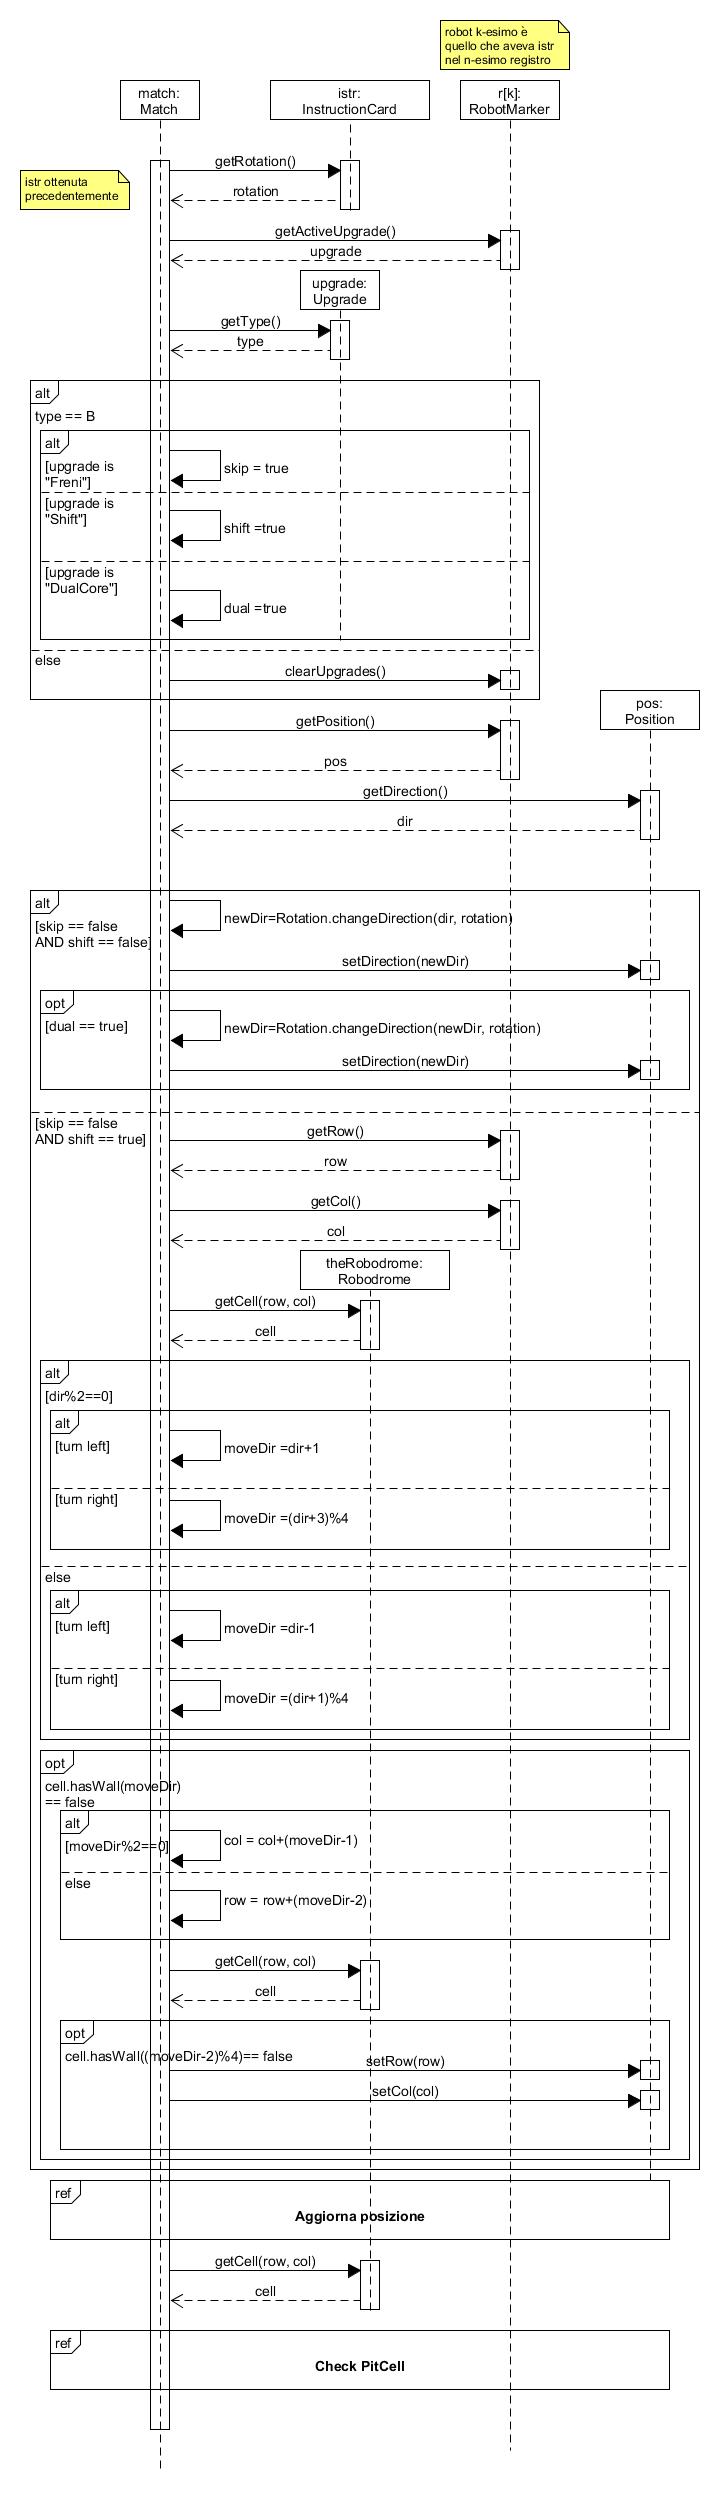 robot k-esimo è
quello che aveva istr
nel n-esimo registro
match:
Match
istr:
InstructionCard
r[k]:
RobotMarker
getRotation()
istr ottenuta
precedentemente
rotation
getActiveUpgrade()
upgrade
upgrade:
Upgrade
getType()
type
alt
type == B
alt
[upgrade is
"Freni"]
skip = true
[upgrade is
"Shift"]
shift =true
[upgrade is
"DualCore"]
dual =true
else
clearUpgrades()
pos:
Position
getPosition()
pos
getDirection()
dir
alt
[skip == false
AND shift == false]
newDir=Rotation.changeDirection(dir, rotation)
setDirection(newDir)
opt
[dual == true]
newDir=Rotation.changeDirection(newDir, rotation)
setDirection(newDir)
[skip == false
AND shift == true]
getRow()
row
getCol()
col
theRobodrome:
Robodrome
getCell(row, col)
cell
alt
[dir%2==0]
alt
[turn left]
moveDir =dir+1
[turn right]
moveDir =(dir+3)%4
else
alt
[turn left]
moveDir =dir-1
[turn right]
moveDir =(dir+1)%4
opt
cell.hasWall(moveDir)
== false
alt
[moveDir%2==0]
col = col+(moveDir-1)
else
row = row+(moveDir-2)
getCell(row, col)
cell
opt
cell.hasWall((moveDir-2)%4)== false
setRow(row)
setCol(col)
ref
Aggiorna posizione
getCell(row, col)
cell
ref
Check PitCell